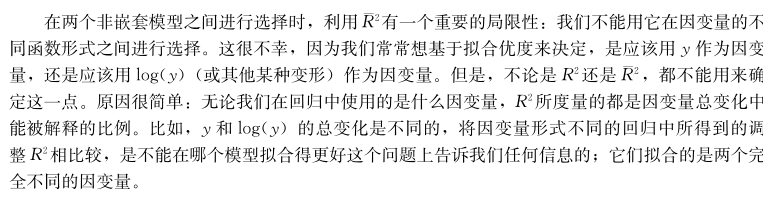 在两个非嵌套模型之间进行选择时，利用R̄²有一个重要的局限性：我们不能用它在因变量的不
同函数形式之间进行选择。这很不幸，因为我们常常想基于拟合优度来决定，是应该用 y 作为因变
量，还是应该用 log(y)（或其他某种变形）作为因变量。但是，不论是 R² 还是 R̄²，都不能用来确
定这一点。原因很简单：无论我们在回归中使用的是什么因变量，R² 所度量的都是因变量总变化中
能被解释的比例。比如，y 和 log(y) 的总变化是不同的，将因变量形式不同的回归中所得到的调
整 R² 相比较，是不能在哪个模型拟合得更好这个问题上告诉我们任何信息的；它们拟合的是两个完
全不同的因变量。